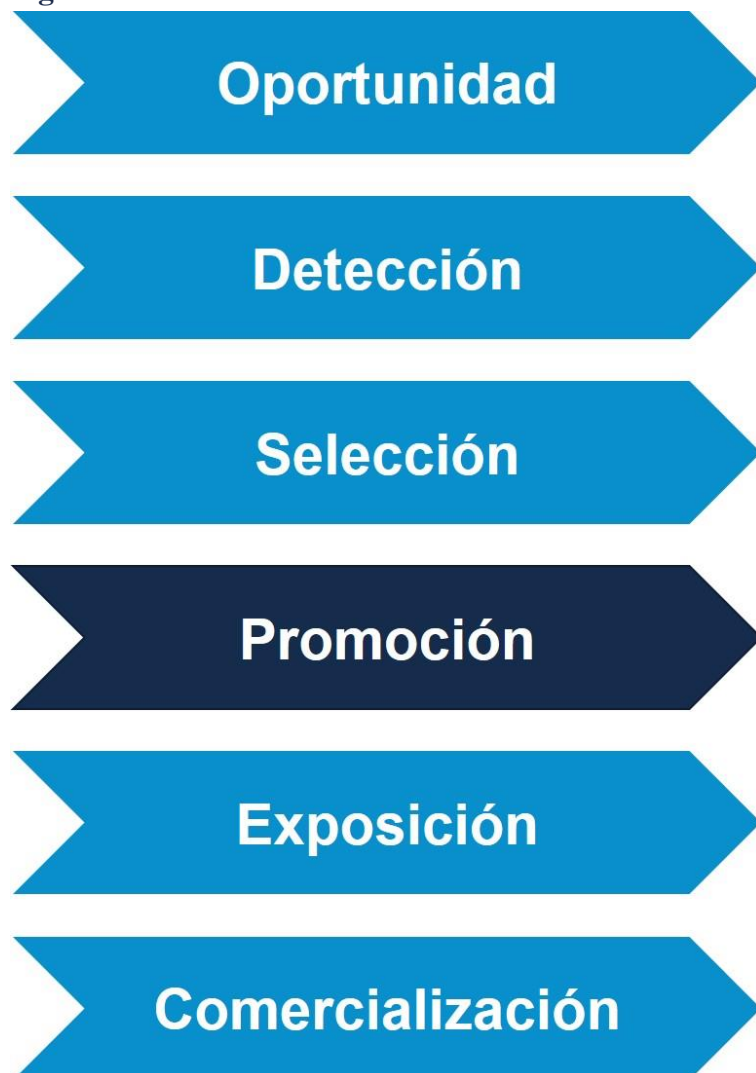 Oportunidad
Detección
Selección
Promoción
Exposición
Comercialización